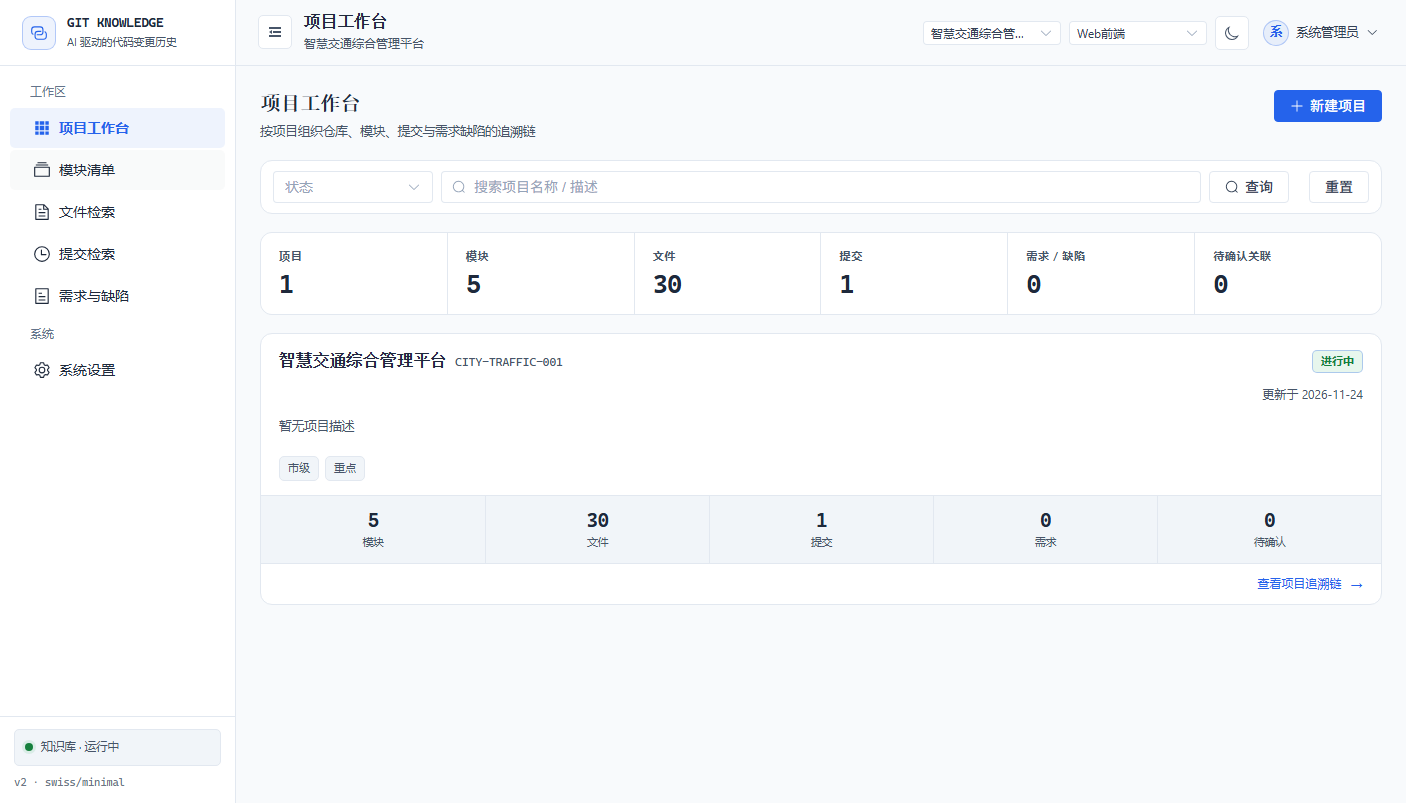 GIT KNOWLEDGE
AI 驱动的代码变更历史
工作区
项目工作台
模块清单
文件检索
提交检索
需求与缺陷
系统
系统设置
知识库 · 运行中
v2 · swiss/minimal
项目工作台
智慧交通综合管理平台
智慧交通综合管...
Web前端
系 系统管理员
项目工作台
按项目组织仓库、模块、提交与需求缺陷的追溯链
新建项目
状态
搜索项目名称 / 描述
查询
重置
项目 模块 文件 提交 需求 / 缺陷 待确认关联
1 5 30 1 0 0
智慧交通综合管理平台 CITY-TRAFFIC-001 进行中
更新于 2026-11-24
暂无项目描述
市级 重点
5 30 1 0 0
模块 文件 提交 需求 待确认
查看项目追溯链 →